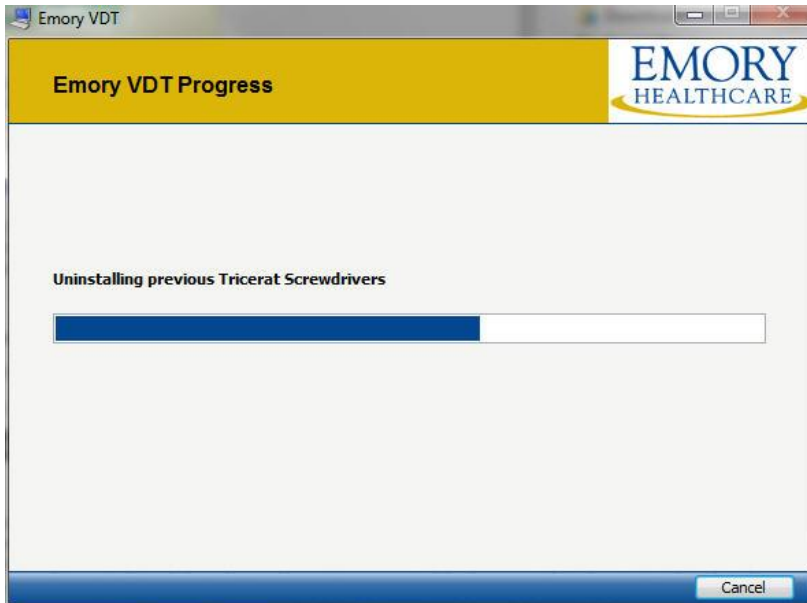 Emory VDT
Emory VDT Progress
EMORY
HEALTHCARE
Uninstalling previous Tricerat Screwdrivers
Cancel